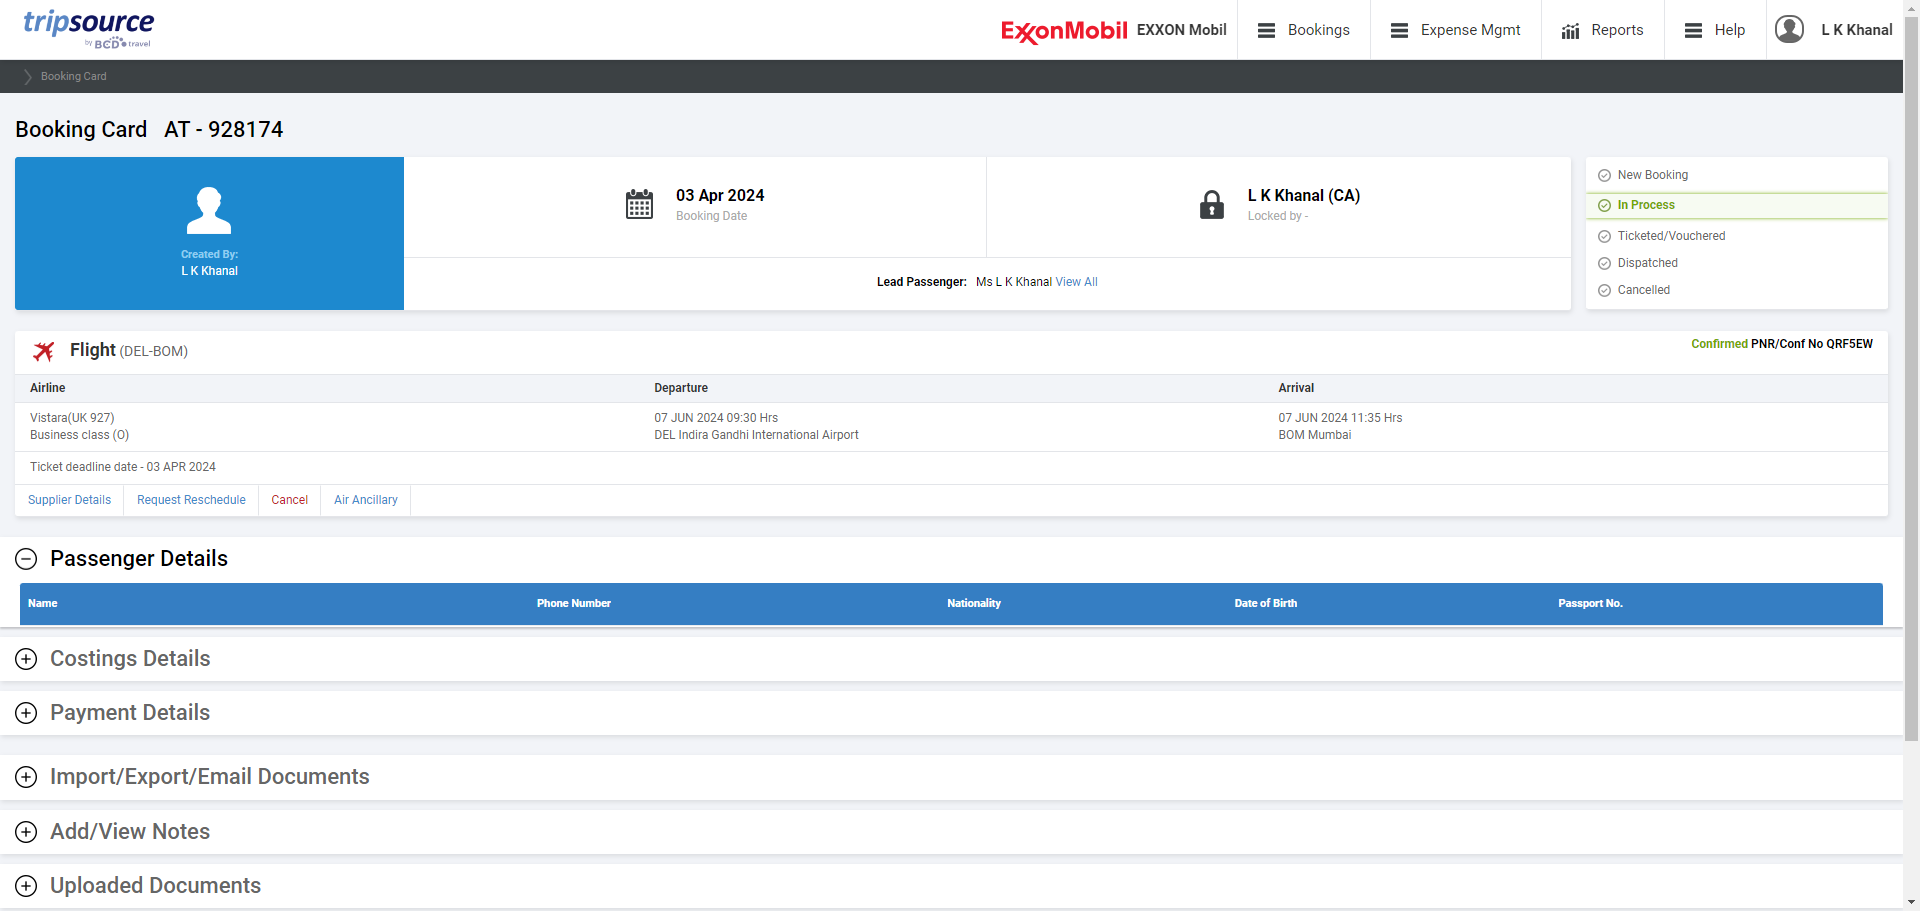 tripsource
by BCD travel
ExxonMobil EXXON Mobil
Bookings
Expense Mgmt
Reports
Help
L K Khanal
Booking Card
Booking Card AT - 928174
Created By:
L K Khanal
03 Apr 2024
Booking Date
L K Khanal (CA)
Locked by -
Lead Passenger: Ms L K Khanal View All
New Booking
In Process
Ticketed/Vouchered
Dispatched
Cancelled
Flight (DEL-BOM)
Confirmed PNR/Conf No QRF5EW
Airline Departure Arrival
Vistara(UK 927) 07 JUN 2024 09:30 Hrs 07 JUN 2024 11:35 Hrs
Business class (O) DEL Indira Gandhi International Airport BOM Mumbai
Ticket deadline date - 03 APR 2024
Supplier Details Request Reschedule Cancel Air Ancillary
Passenger Details
Name Phone Number Nationality Date of Birth Passport No.
Costings Details
Payment Details
Import/Export/Email Documents
Add/View Notes
Uploaded Documents